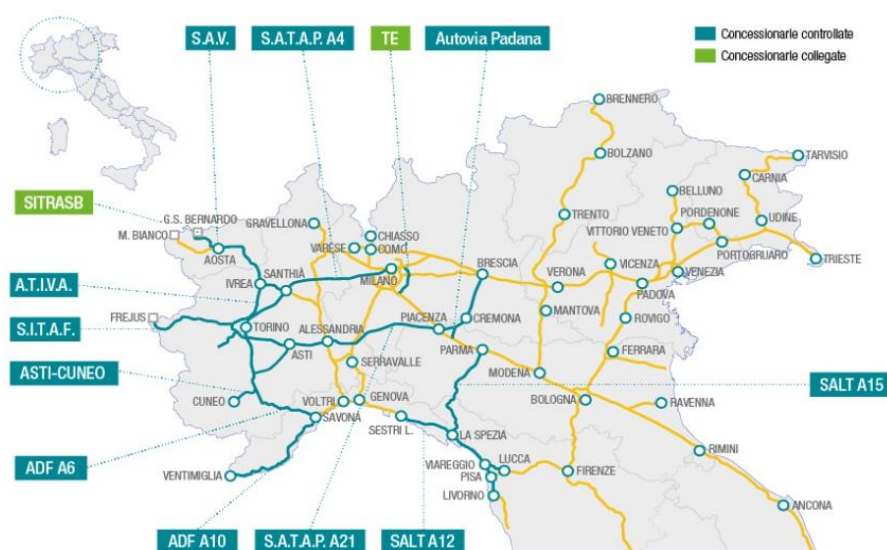 S.A.V.
S.A.T.A.P. A4
TE
Autovia Padana
Concessionarie controllate
Concessionarie collegate
BRENNERO
BOLZANO
TARVISIO
CARNIA
BELLUNO
SITRASB
G.S. BERNARDO
GRAVELLONA
CHIASSO
TRENTO
PORDENONE
UDINE
M. BIANCO
VARESE
COMO
VITTORIO VENETO
AOSTA
PORTOGRUARO
TRIESTE
SANTHIÀ
BRESCIA
VICENZA
VENEZIA
A.T.I.V.A.
IVREA
MILANO
VERONA
PADOVA
FREJUS
S.I.T.A.F.
TORINO
ALESSANDRIA
PIACENZA
CREMONA
MANTOVA
ROVIGO
ASTI
PARMA
FERRARA
ASTI-CUNEO
SERRAVALLE
MODENA
SALT A15
CUNEO
VOLTRI
GENOVA
BOLOGNA
RAVENNA
SAVONA
SESTRI L.
LA SPEZIA
RIMINI
ADF A6
VIAREGGIO
LUCCA
FIRENZE
VENTIMIGLIA
PISA
LIVORNO
ANCONA
ADF A10
S.A.T.A.P. A21
SALT A12